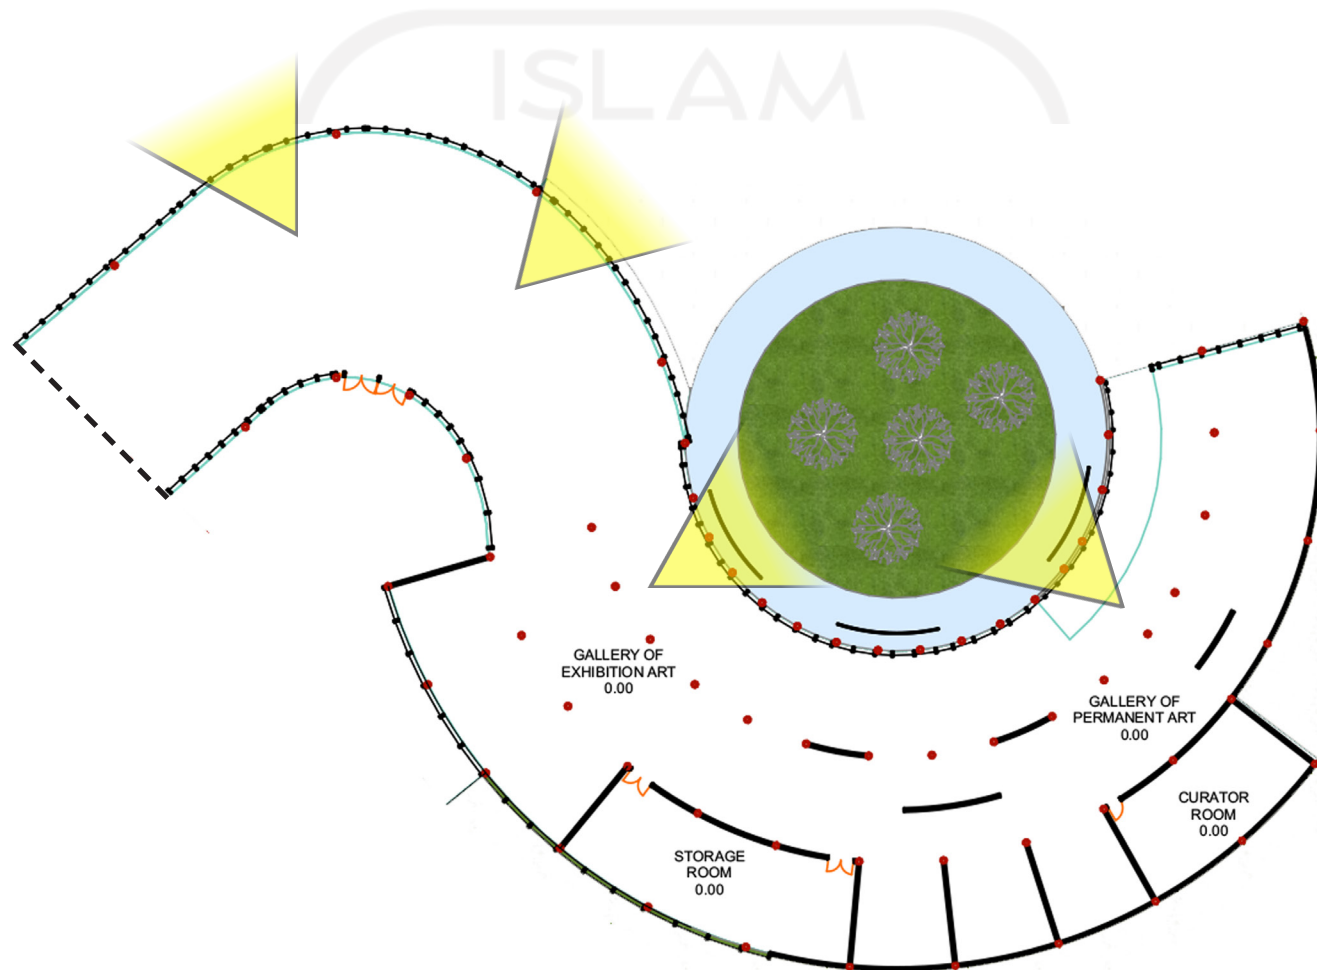 ISLAM
GALLERY OF
EXHIBITION ART
0.00
GALLERY OF
PERMANENT ART
0.00
CURATOR
ROOM
0.00
STORAGE
ROOM
0.00